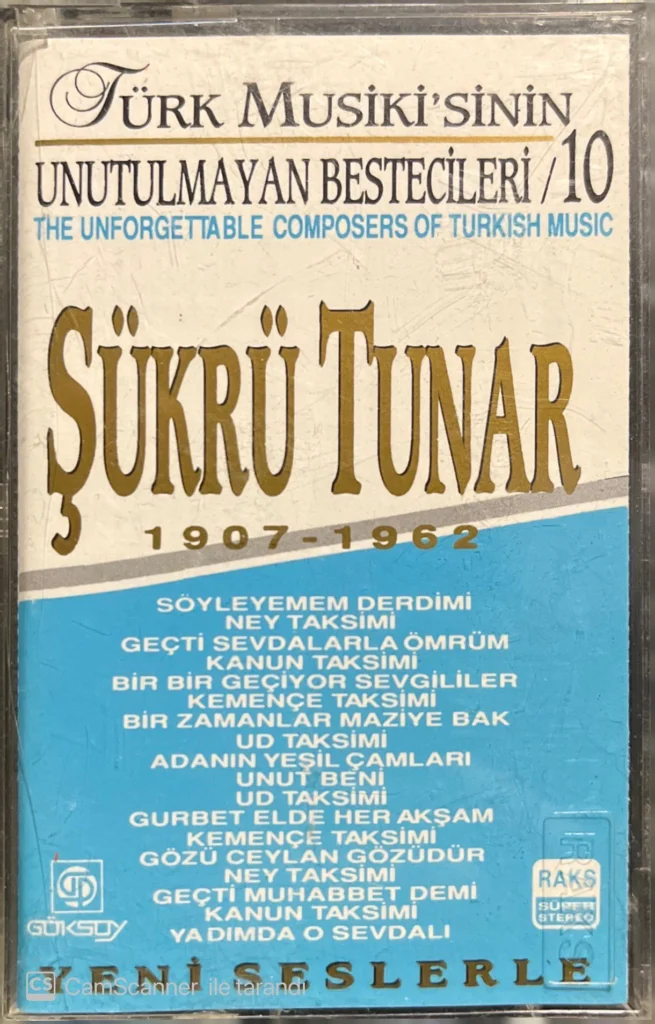 TÜRK MUSİKİ'SİNİN
UNUTULMAYAN BESTECİLERİ / 10
THE UNFORGETTABLE COMPOSERS OF TURKISH MUSIC
ŞÜKRÜ TUNAR
1907-1962
SÖYLEYEMEM DERDİMİ
NEY TAKSİMİ
GEÇTİ SEVDALARLA ÖMRÜM
KANUN TAKSİMİ
BİR BİR GEÇİYOR SEVGİLİLER
KEMENÇE TAKSİMİ
BİR ZAMANLAR MAZİYE BAK
UD TAKSİMİ
ADANIN YEŞİL ÇAMLARI
UNUT BENİ
UD TAKSİMİ
GURBET ELDE HER AKŞAM
KEMENÇE TAKSİMİ
GÖZÜ CEYLAN GÖZÜDÜR
NEY TAKSİMİ
GEÇTİ MUHABBET DEMİ
KANUN TAKSİMİ
YADIMDA O SEVDALI
GÖKSOY
RAKS
SÜPER
STEREO
RAKS
YENİ SESLERLE
CS CamScanner ile tarandı